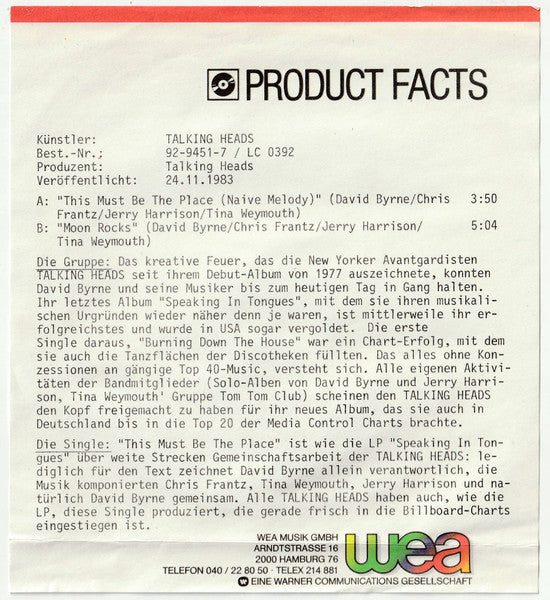 PRODUCT FACTS
Künstler: TALKING HEADS
Best.-Nr.; 92-9451-7 / LC 0392
Produzent: Talking Heads
Veröffentlicht: 24.11.1983
A: "This Must Be The Place (Naive Melody)" (David Byrne/Chris 3:50
Frantz/Jerry Harrison/Tina Weymouth)
B: "Moon Rocks" (David Byrne/Chris Frantz/Jerry Harrison/ 5:04
Tina Weymouth)
Die Gruppe: Das kreative Feuer, das die New Yorker Avantgardisten
TALKING HEADS seit ihrem Debut-Album von 1977 auszeichnete, konnten
David Byrne und seine Musiker bis zum heutigen Tag in Gang halten.
Ihr letztes Album "Speaking In Tongues", mit dem sie ihren musikali-
schen Urgründen wieder näher denn je waren, ist mittlerweile ihr er-
folgreichstes und wurde in USA sogar vergoldet. Die erste
Single daraus, "Burning Down The House" war ein Chart-Erfolg, mit dem
sie auch die Tanzflächen der Discotheken füllten. Das alles ohne Kon-
zessionen an gängige Top 40-Music, versteht sich. Alle eigenen Aktivi-
täten der Bandmitglieder (Solo-Alben von David Byrne und Jerry Harri-
son, Tina Weymouth' Gruppe Tom Tom Club) scheinen den TALKING HEADS
den Kopf freigemacht zu haben für ihr neues Album, das sie auch in
Deutschland bis in die Top 20 der Media Control Charts brachte.
Die Single: "This Must Be The Place" ist wie die LP "Speaking In Ton-
gues" über weite Strecken Gemeinschaftsarbeit der TALKING HEADS: le-
diglich für den Text zeichnet David Byrne allein verantwortlich, die
Musik komponierten Chris Frantz, Tina Weymouth, Jerry Harrison und na-
türlich David Byrne gemeinsam. Alle TALKING HEADS haben auch, wie die
LP, diese Single produziert, die gerade frisch in die Billboard-Charts
eingestiegen ist.
WEA MUSIK GMBH
ARNDTSTRASSE 16
2000 HAMBURG 76
TELEFON 040 / 22 80 50 · TELEX 214 881
wea
EINE WARNER COMMUNICATIONS GESELLSCHAFT